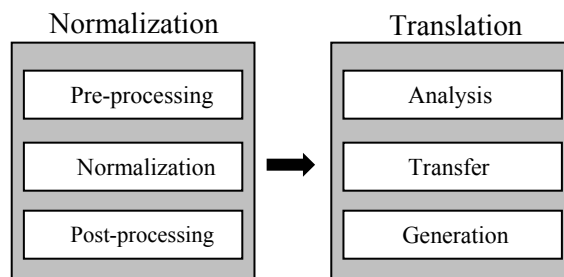 Normalization
Pre-processing
Normalization
Post-processing
Translation
Analysis
Transfer
Generation